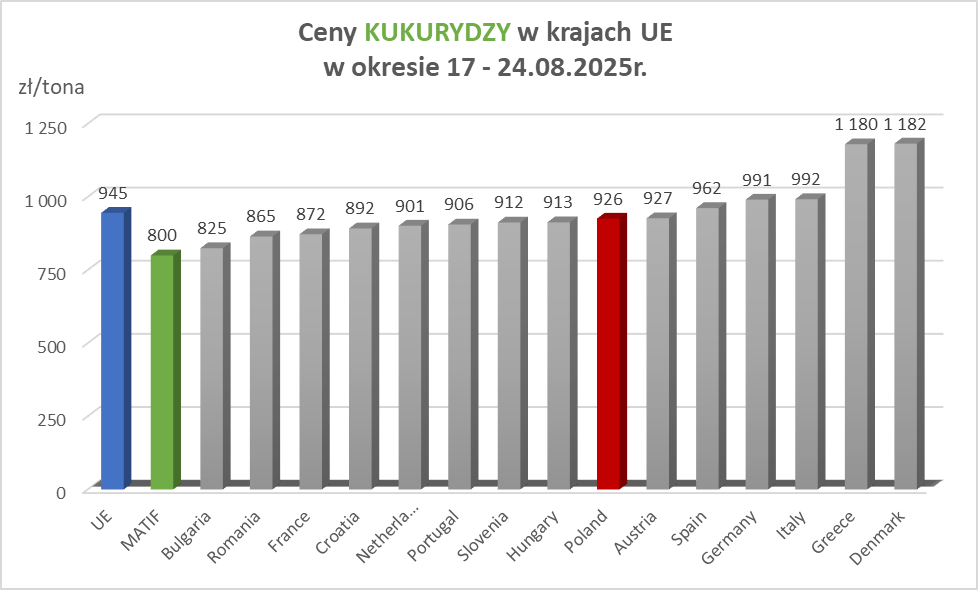 Ceny KUKURYDZY w krajach UE
w okresie 17 - 24.08.2025r.
zł/tona
1 250
1 000
750
500
250
0
945
800
825
865
872
892
901
906
912
913
926
927
962
991
992
1 180
1 182
UE
MATIF
Bulgaria
Romania
France
Croatia
Netherla...
Portugal
Slovenia
Hungary
Poland
Austria
Spain
Germany
Italy
Greece
Denmark